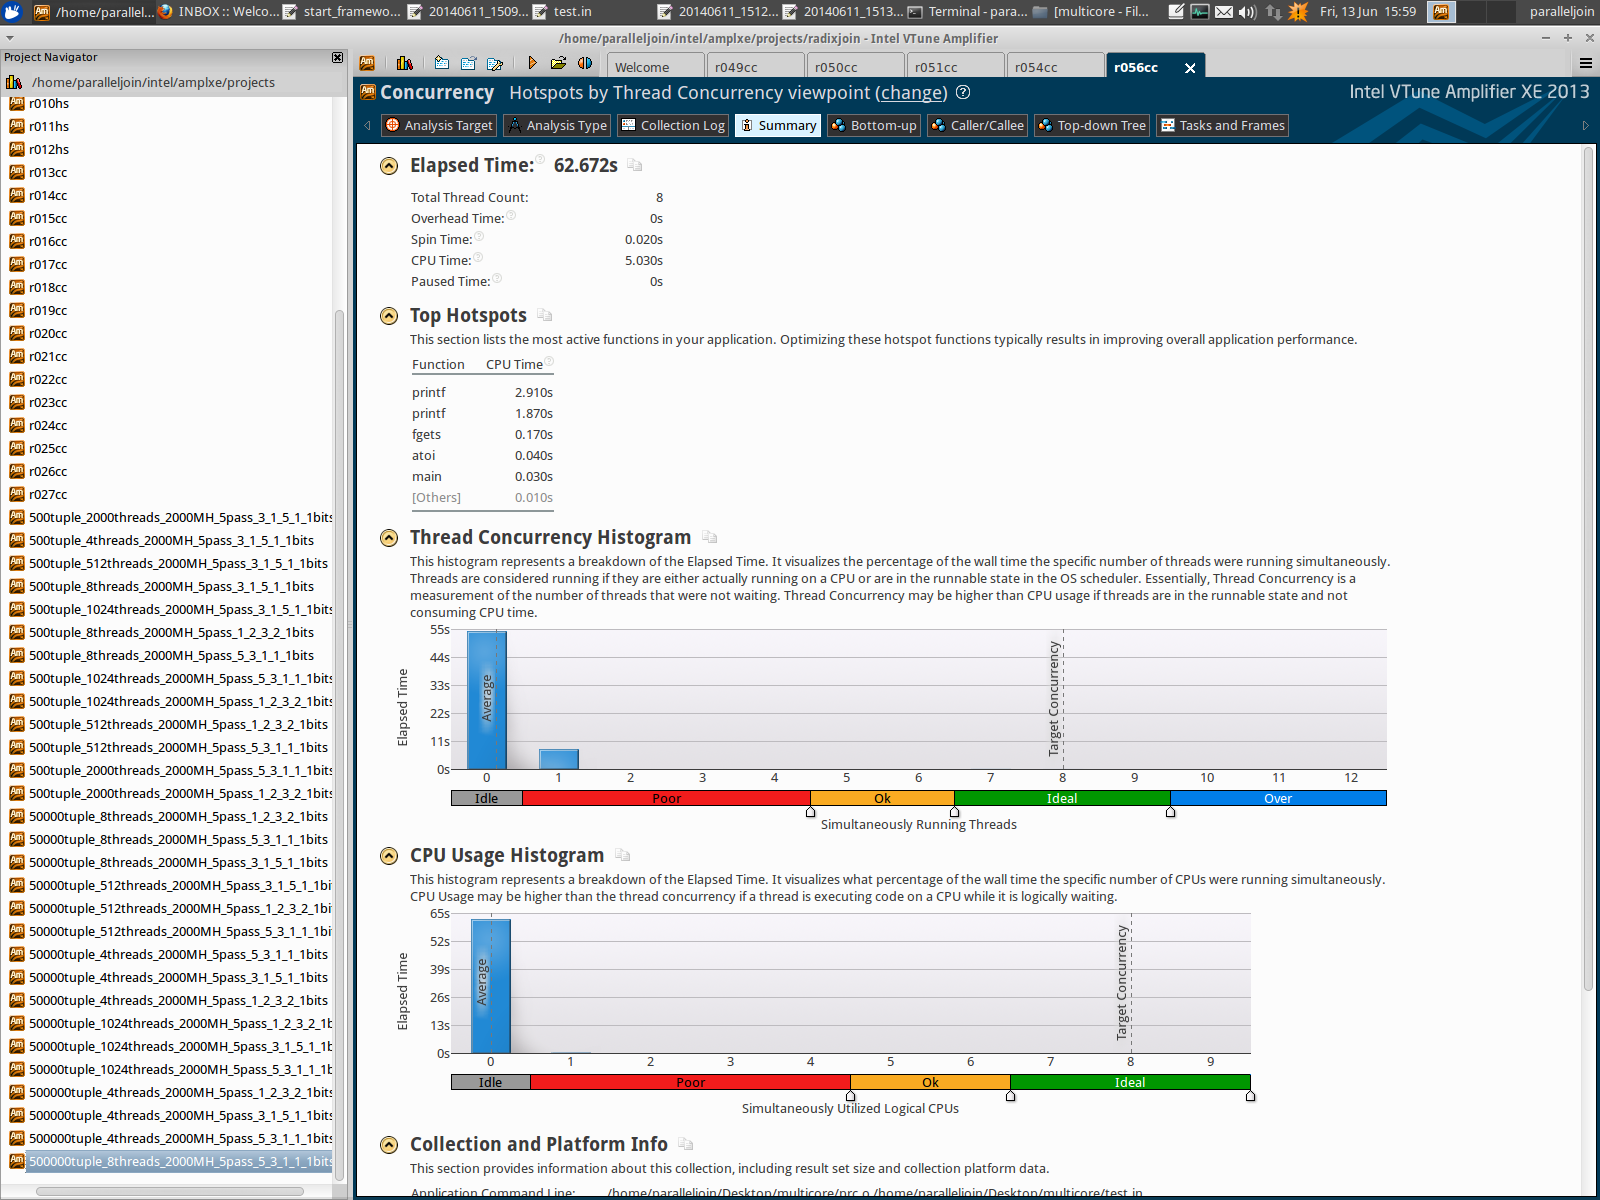 /home/parallel...
INBOX :: Welco...
start_framewo...
20140611_1509...
test.in
20140611_1512...
20140611_1513...
Terminal - para...
[multicore - Fil...
Fri, 13 Jun 15:59
paralleljoin
/home/paralleljoin/intel/amplxe/projects/radixjoin - Intel VTune Amplifier
Project Navigator
/home/paralleljoin/intel/amplxe/projects
r010hs
r011hs
r012hs
r013cc
r014cc
r015cc
r016cc
r017cc
r018cc
r019cc
r020cc
r021cc
r022cc
r023cc
r024cc
r025cc
r026cc
r027cc
500tuple_2000threads_2000MH_5pass_3_1_5_1_1bits
500tuple_4threads_2000MH_5pass_3_1_5_1_1bits
500tuple_512threads_2000MH_5pass_3_1_5_1_1bits
500tuple_8threads_2000MH_5pass_3_1_5_1_1bits
500tuple_1024threads_2000MH_5pass_3_1_5_1_1bits
500tuple_8threads_2000MH_5pass_1_2_3_2_1bits
500tuple_8threads_2000MH_5pass_5_3_1_1_1bits
500tuple_1024threads_2000MH_5pass_5_3_1_1_1bits
500tuple_1024threads_2000MH_5pass_1_2_3_2_1bits
500tuple_512threads_2000MH_5pass_1_2_3_2_1bits
500tuple_512threads_2000MH_5pass_5_3_1_1_1bits
500tuple_2000threads_2000MH_5pass_5_3_1_1_1bits
500tuple_2000threads_2000MH_5pass_1_2_3_2_1bits
50000tuple_8threads_2000MH_5pass_1_2_3_2_1bits
50000tuple_8threads_2000MH_5pass_5_3_1_1_1bits
50000tuple_8threads_2000MH_5pass_3_1_5_1_1bits
50000tuple_512threads_2000MH_5pass_3_1_5_1_1bi
50000tuple_512threads_2000MH_5pass_1_2_3_2_1bi
50000tuple_512threads_2000MH_5pass_5_3_1_1_1bi
50000tuple_4threads_2000MH_5pass_5_3_1_1_1bits
50000tuple_4threads_2000MH_5pass_3_1_5_1_1bits
50000tuple_4threads_2000MH_5pass_1_2_3_2_1bits
50000tuple_1024threads_2000MH_5pass_1_2_3_2_1b
50000tuple_1024threads_2000MH_5pass_3_1_5_1_1b
50000tuple_1024threads_2000MH_5pass_5_3_1_1_1b
500000tuple_4threads_2000MH_5pass_1_2_3_2_1bits
500000tuple_4threads_2000MH_5pass_3_1_5_1_1bits
500000tuple_4threads_2000MH_5pass_5_3_1_1_1bits
500000tuple_8threads_2000MH_5pass_5_3_1_1_1bits
Welcome r049cc r050cc r051cc r054cc r056cc
Concurrency Hotspots by Thread Concurrency viewpoint (change) Intel VTune Amplifier XE 2013
Analysis Target Analysis Type Collection Log Summary Bottom-up Caller/Callee Top-down Tree Tasks and Frames
Elapsed Time: 62.672s
Total Thread Count: 8
Overhead Time: 0s
Spin Time: 0.020s
CPU Time: 5.030s
Paused Time: 0s
Top Hotspots
This section lists the most active functions in your application. Optimizing these hotspot functions typically results in improving overall application performance.
Function CPU Time
printf 2.910s
printf 1.870s
fgets 0.170s
atoi 0.040s
main 0.030s
[Others] 0.010s
Thread Concurrency Histogram
This histogram represents a breakdown of the Elapsed Time. It visualizes the percentage of the wall time the specific number of threads were running simultaneously.
Threads are considered running if they are either actually running on a CPU or are in the runnable state in the OS scheduler. Essentially, Thread Concurrency is a
measurement of the number of threads that were not waiting. Thread Concurrency may be higher than CPU usage if threads are in the runnable state and not
consuming CPU time.
55s
44s
33s
22s
11s
0s
Elapsed Time
Average
Target Concurrency
0 1 2 3 4 5 6 7 8 9 10 11 12
Idle Poor Ok Ideal Over
Simultaneously Running Threads
CPU Usage Histogram
This histogram represents a breakdown of the Elapsed Time. It visualizes what percentage of the wall time the specific number of CPUs were running simultaneously.
CPU Usage may be higher than the thread concurrency if a thread is executing code on a CPU while it is logically waiting.
65s
52s
39s
26s
13s
0s
Elapsed Time
Average
Target Concurrency
0 1 2 3 4 5 6 7 8 9
Idle Poor Ok Ideal
Simultaneously Utilized Logical CPUs
Collection and Platform Info
This section provides information about this collection, including result set size and collection platform data.
Application Command Line: /home/paralleljoin/Desktop/multicore/prc.o /home/paralleljoin/Desktop/multicore/test.in